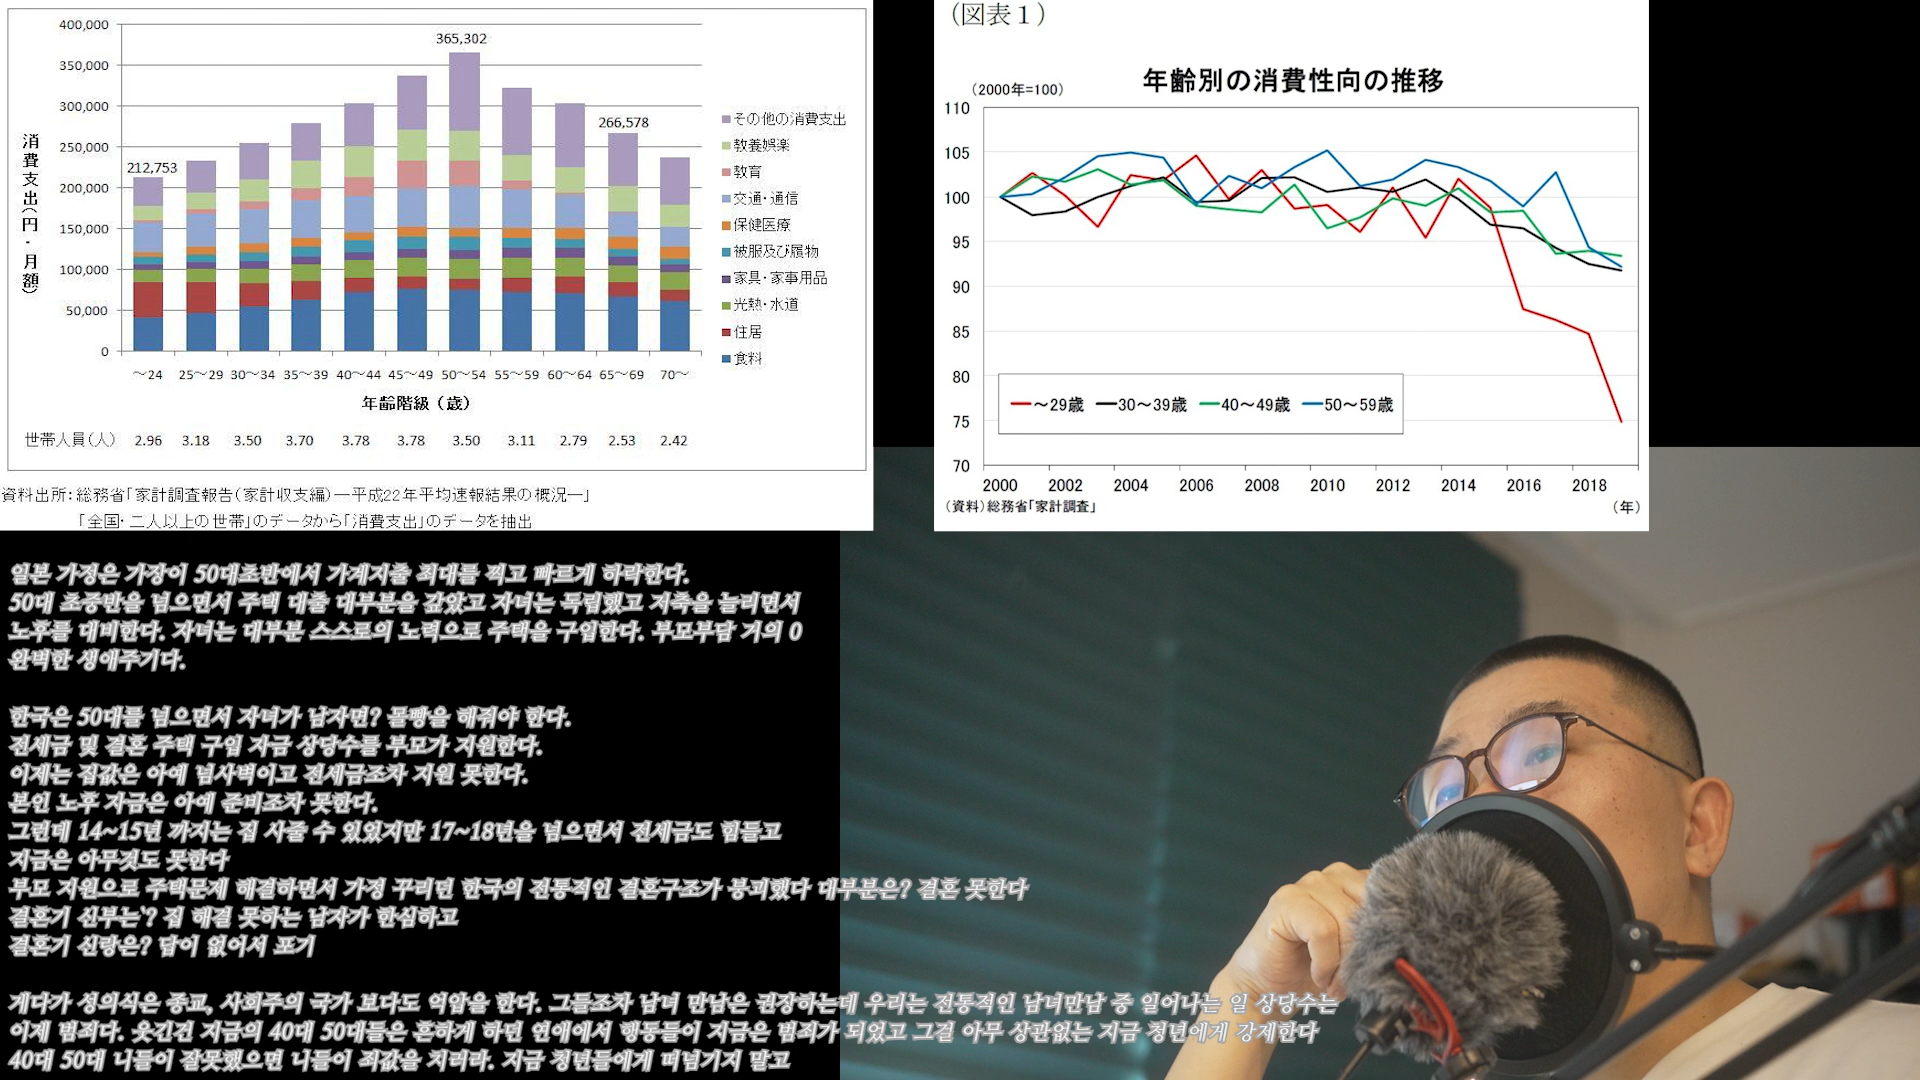 400,000
350,000
300,000
250,000
200,000
150,000
100,000
50,000
0
消費支出(円・月額)
212,753
365,302
266,578
その他の消費支出
教養娯楽
教育
交通・通信
保健医療
被服及び履物
家具・家事用品
光熱・水道
住居
食料
～24 25～29 30～34 35～39 40～44 45～49 50～54 55～59 60～64 65～69 70～
年齢階級(歳)
世帯人員(人) 2.96 3.18 3.50 3.70 3.78 3.78 3.50 3.11 2.79 2.53 2.42
資料出所:総務省「家計調査報告(家計収支編)―平成22年平均速報結果の概況―」
「全国・二人以上の世帯」のデータから「消費支出」のデータを抽出
(図表1)
年齢別の消費性向の推移
(2000年=100)
110
105
100
95
90
85
80
75
70
～29歳 30～39歳 40～49歳 50～59歳
2000 2002 2004 2006 2008 2010 2012 2014 2016 2018
(資料)総務省「家計調査」
(年)
일본 가정은 가장이 50대초반에서 가계지출 최대를 찍고 빠르게 하락한다.
50대 초중반을 넘으면서 주택 대출 대부분을 갚았고 자녀는 독립했고 저축을 늘리면서
노후를 대비한다. 자녀는 대부분 스스로의 노력으로 주택을 구입한다. 부모부담 거의 0
완벽한 생애주기다.
한국은 50대를 넘으면서 자녀가 남자면? 몰빵을 해줘야 한다.
전세금 및 결혼 주택 구입 자금 상당수를 부모가 지원한다.
이제는 집값은 아예 넘사벽이고 전세금조차 지원 못한다.
본인 노후 자금은 아예 준비조차 못한다.
그런데 14~15년 까지는 집 사줄 수 있었지만 17~18년을 넘으면서 전세금도 힘들고
지금은 아무것도 못한다
부모 지원으로 주택문제 해결하면서 가정 꾸리던 한국의 전통적인 결혼구조가 붕괴했다 대부분은? 결혼 못한다
결혼기 신부는? 집 해결 못하는 남자가 한심하고
결혼기 신랑은? 답이 없어서 포기
게다가 성의식은 종교, 사회주의 국가 보다도 억압을 한다. 그들조차 남녀 만남은 권장하는데 우리는 전통적인 남녀만남 중 일어나는 일 상당수는
이제 범죄다. 웃긴건 지금의 40대 50대들은 흔하게 하던 연애에서 행동들이 지금은 범죄가 되었고 그걸 아무 상관없는 지금 청년에게 강제한다
40대 50대 니들이 잘못했으면 니들이 죄값을 치러라. 지금 청년들에게 떠넘기지 말고